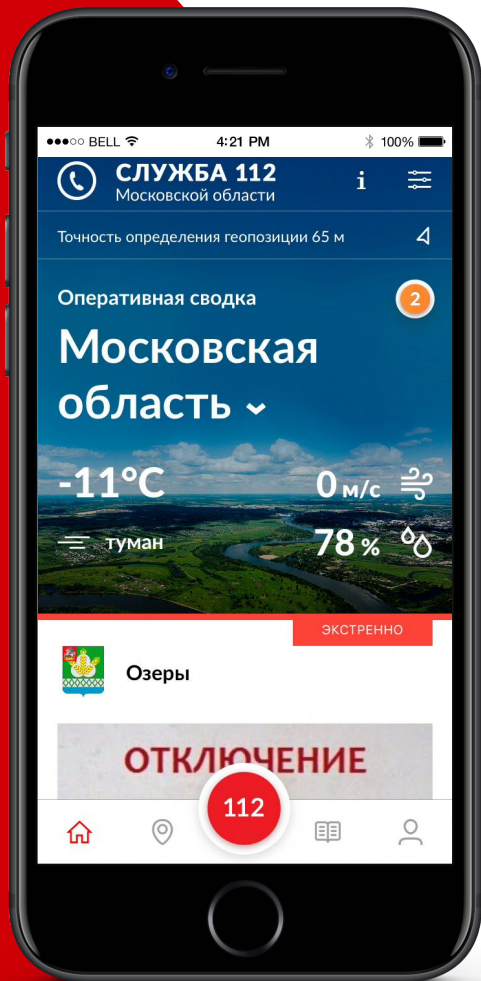 BELL 4:21 PM 100%
СЛУЖБА 112
Московской области
i
Точность определения геопозиции 65 м
Оперативная сводка
2
Московская
область
-11°C 0 м/с
туман 78 %
ЭКСТРЕННО
Озеры
ОТКЛЮЧЕНИЕ
112